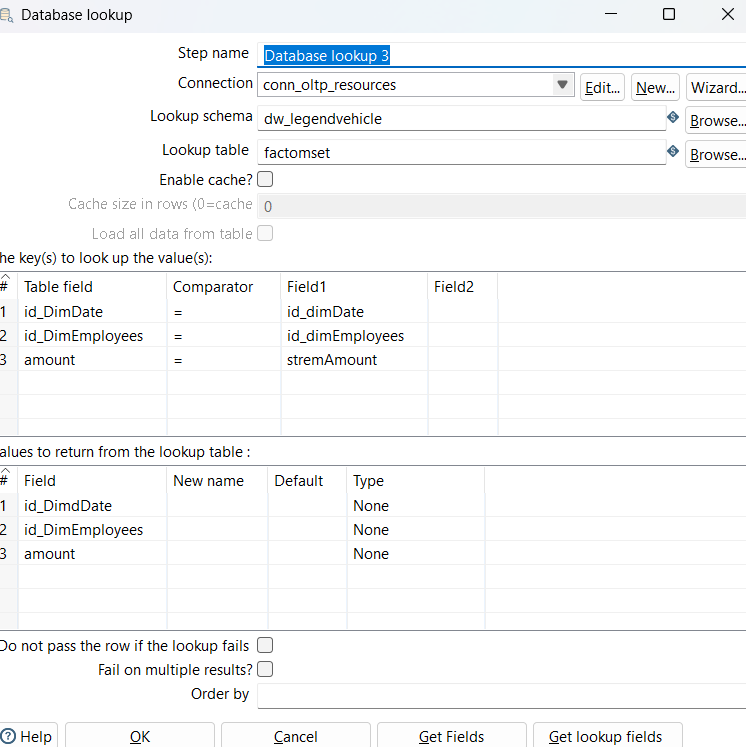 Database lookup
Step name Database lookup 3
Connection conn_oltp_resources Edit... New... Wizard...
Lookup schema dw_legendvehicle Browse...
Lookup table factomset Browse...
Enable cache?
Cache size in rows (0=cache 0
Load all data from table
he key(s) to look up the value(s):
# Table field Comparator Field1 Field2
1 id_DimDate = id_dimDate
2 id_DimEmployees = id_dimEmployees
3 amount = stremAmount
alues to return from the lookup table :
# Field New name Default Type
1 id_DimdDate None
2 id_DimEmployees None
3 amount None
Do not pass the row if the lookup fails
Fail on multiple results?
Order by
Help OK Cancel Get Fields Get lookup fields